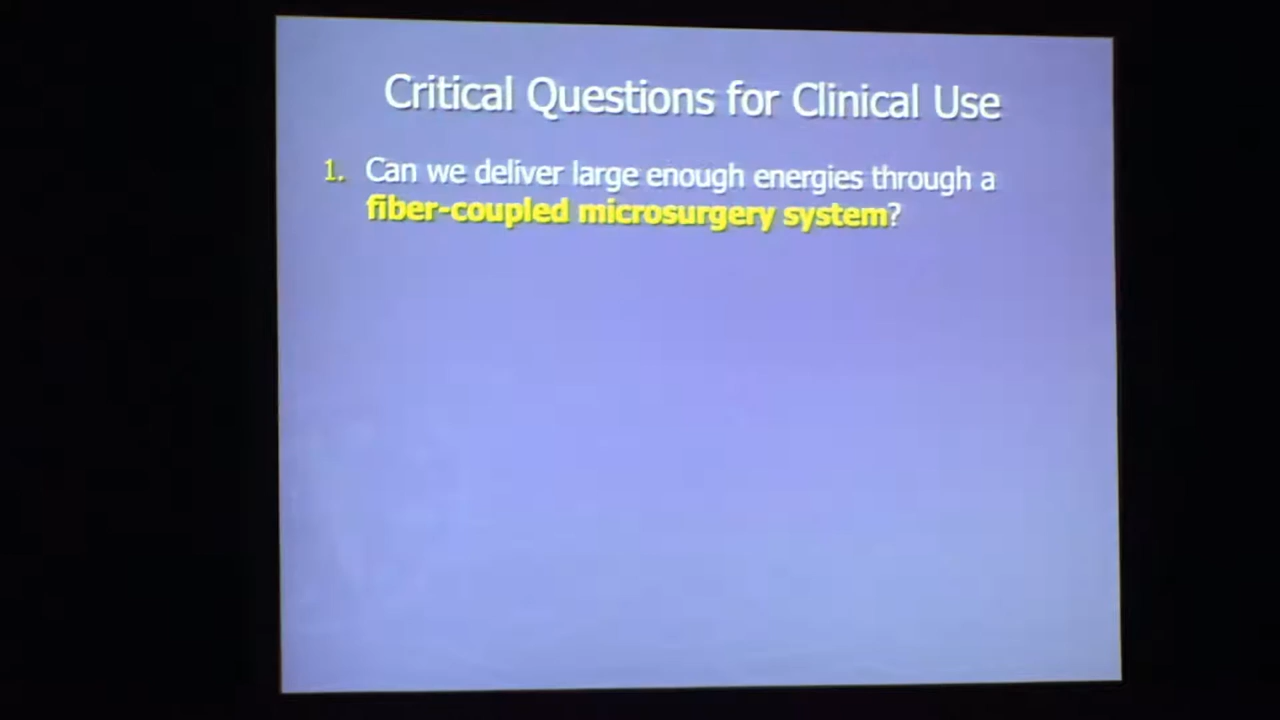 Critical Questions for Clinical Use
1. Can we deliver large enough energies through a
fiber-coupled microsurgery system?